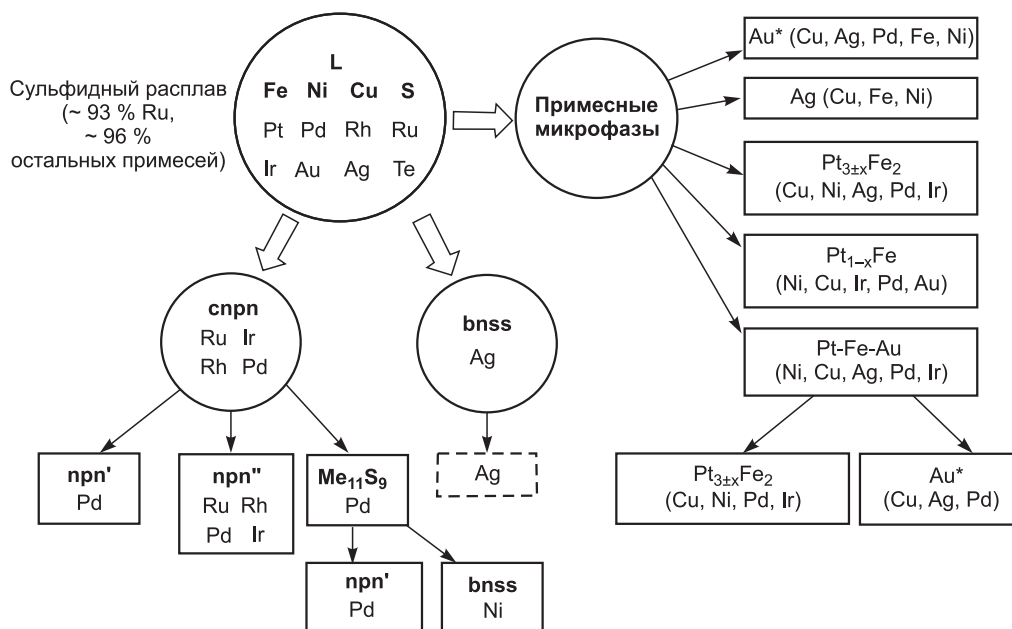 Сульфидный расплав
(~ 93 % Ru,
~ 96 %
остальных примесей)
L
Fe Ni Cu S
Pt Pd Rh Ru
Ir Au Ag Te
Примесные
микрофазы
Au* (Cu, Ag, Pd, Fe, Ni)
Ag (Cu, Fe, Ni)
Pt3±xFe2
(Cu, Ni, Ag, Pd, Ir)
Pt1–xFe
(Ni, Cu, Ir, Pd, Au)
Pt-Fe-Au
(Ni, Cu, Ag, Pd, Ir)
Pt3±xFe2
(Cu, Ni, Pd, Ir)
Au*
(Cu, Ag, Pd)
cnpn
Ru Ir
Rh Pd
bnss
Ag
npn'
Pd
npn"
Ru Rh
Pd Ir
Me11S9
Pd
Ag
npn'
Pd
bnss
Ni